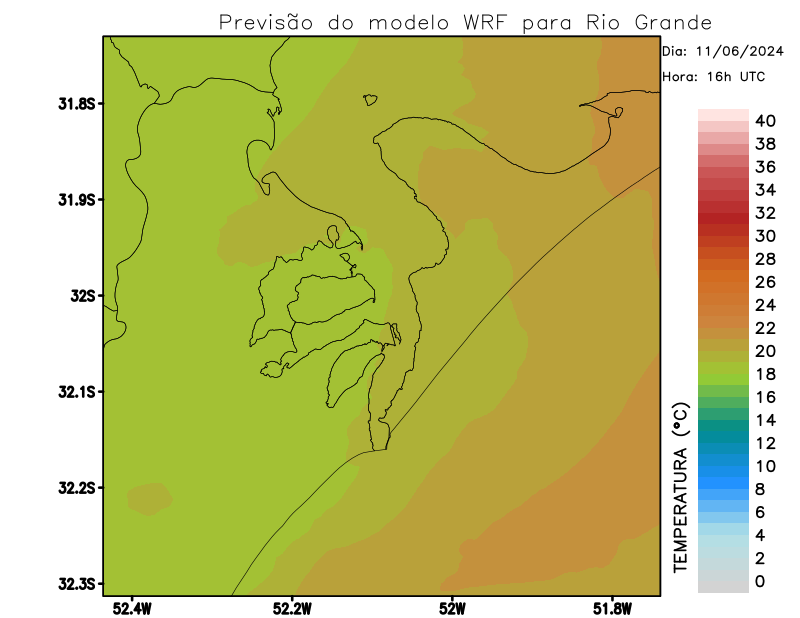 Previsão do modelo WRF para Rio Grande
Dia: 11/06/2024
Hora: 16h UTC
31.8S
31.9S
32S
32.1S
32.2S
32.3S
52.4W
52.2W
52W
51.8W
TEMPERATURA (°C)
40
38
36
34
32
30
28
26
24
22
20
18
16
14
12
10
8
6
4
2
0